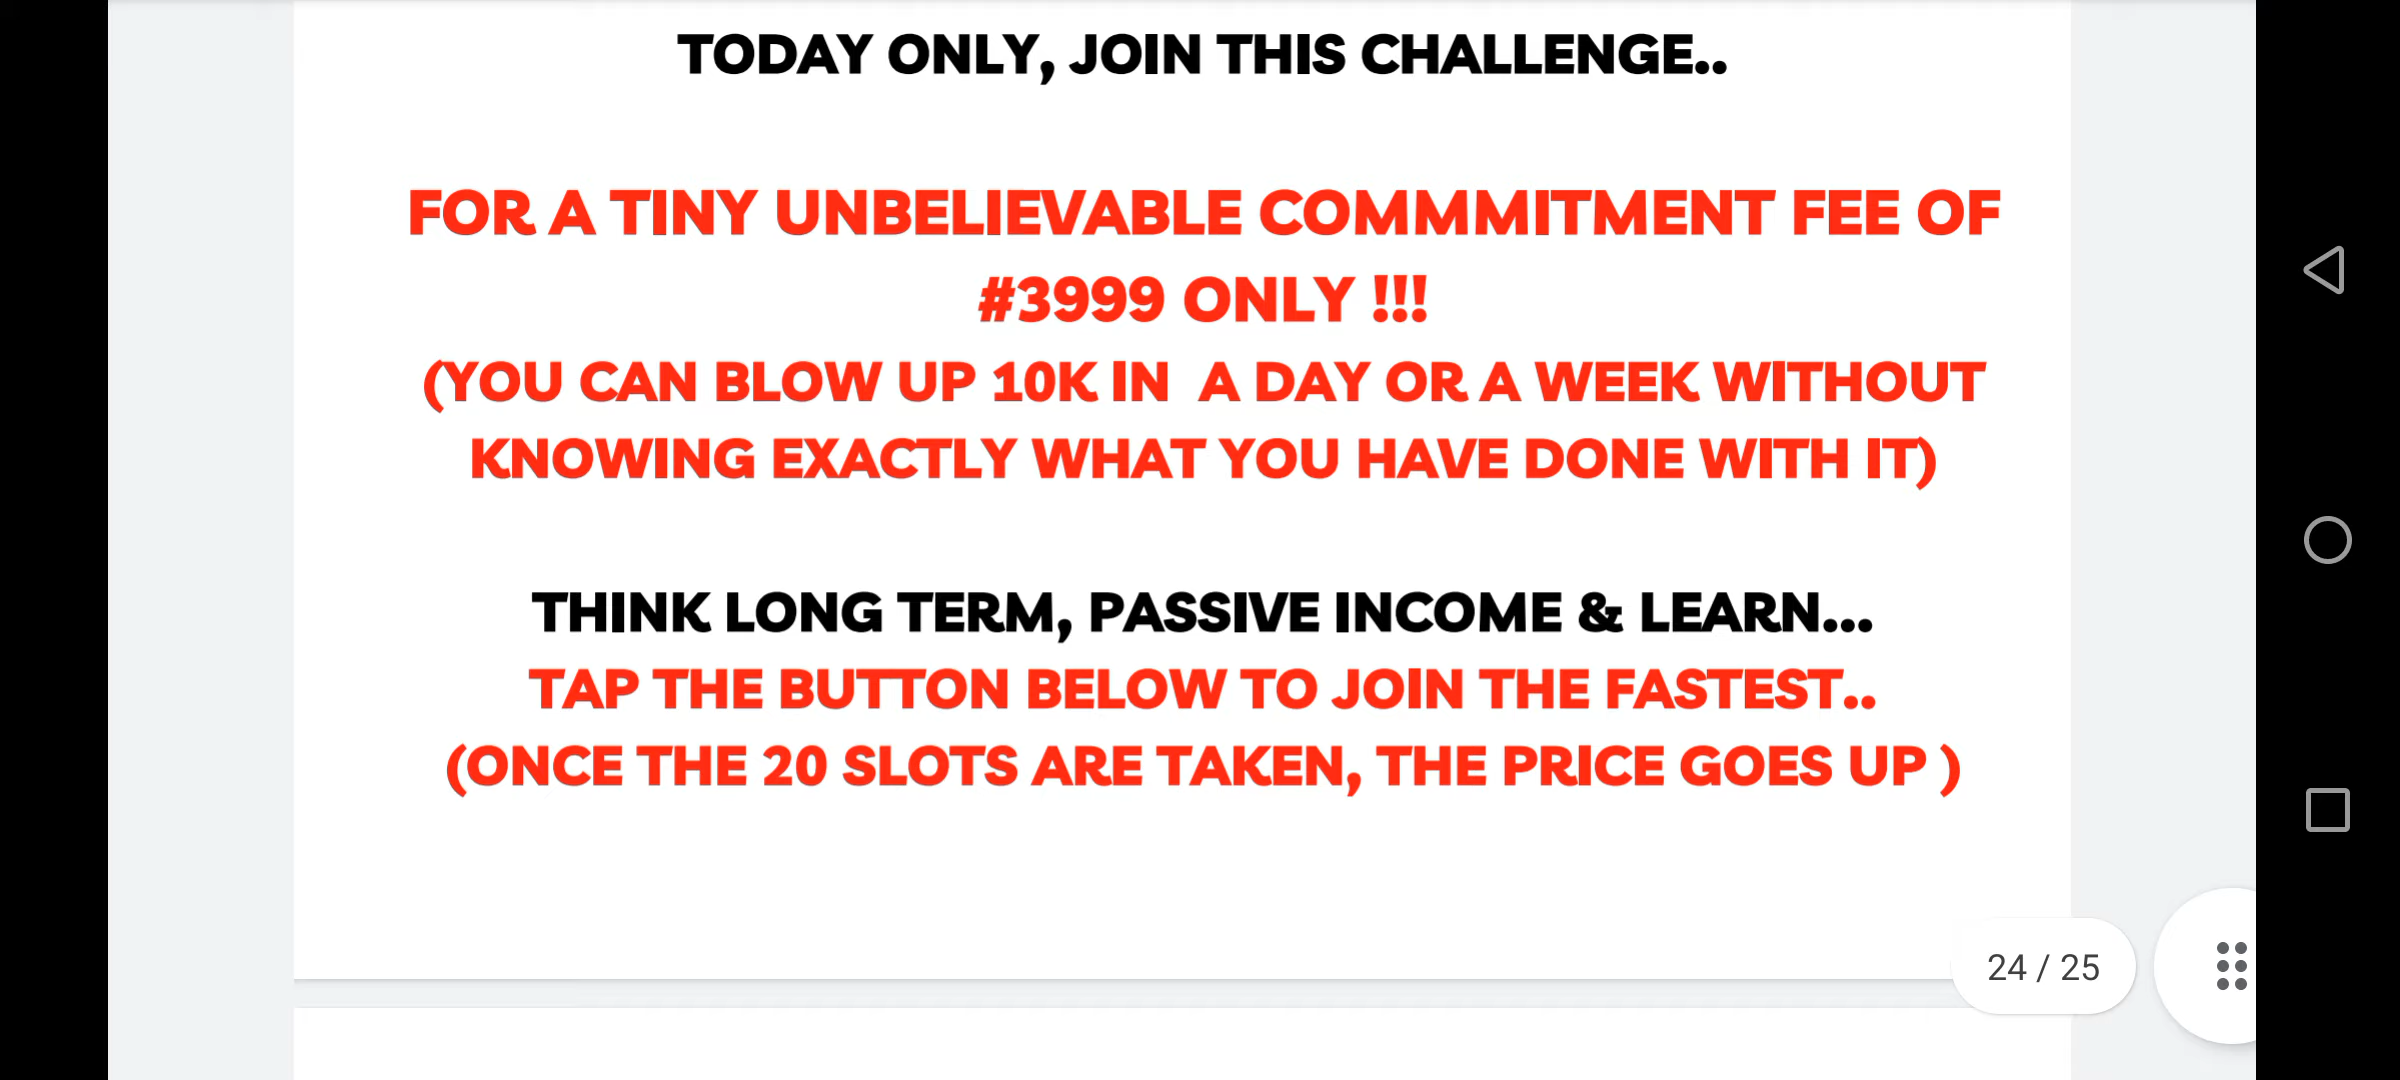 TODAY ONLY, JOIN THIS CHALLENGE..
FOR A TINY UNBELIEVABLE COMMMITMENT FEE OF
#3999 ONLY !!!
(YOU CAN BLOW UP 10K IN A DAY OR A WEEK WITHOUT
KNOWING EXACTLY WHAT YOU HAVE DONE WITH IT)
THINK LONG TERM, PASSIVE INCOME & LEARN...
TAP THE BUTTON BELOW TO JOIN THE FASTEST..
(ONCE THE 20 SLOTS ARE TAKEN, THE PRICE GOES UP )
24 / 25